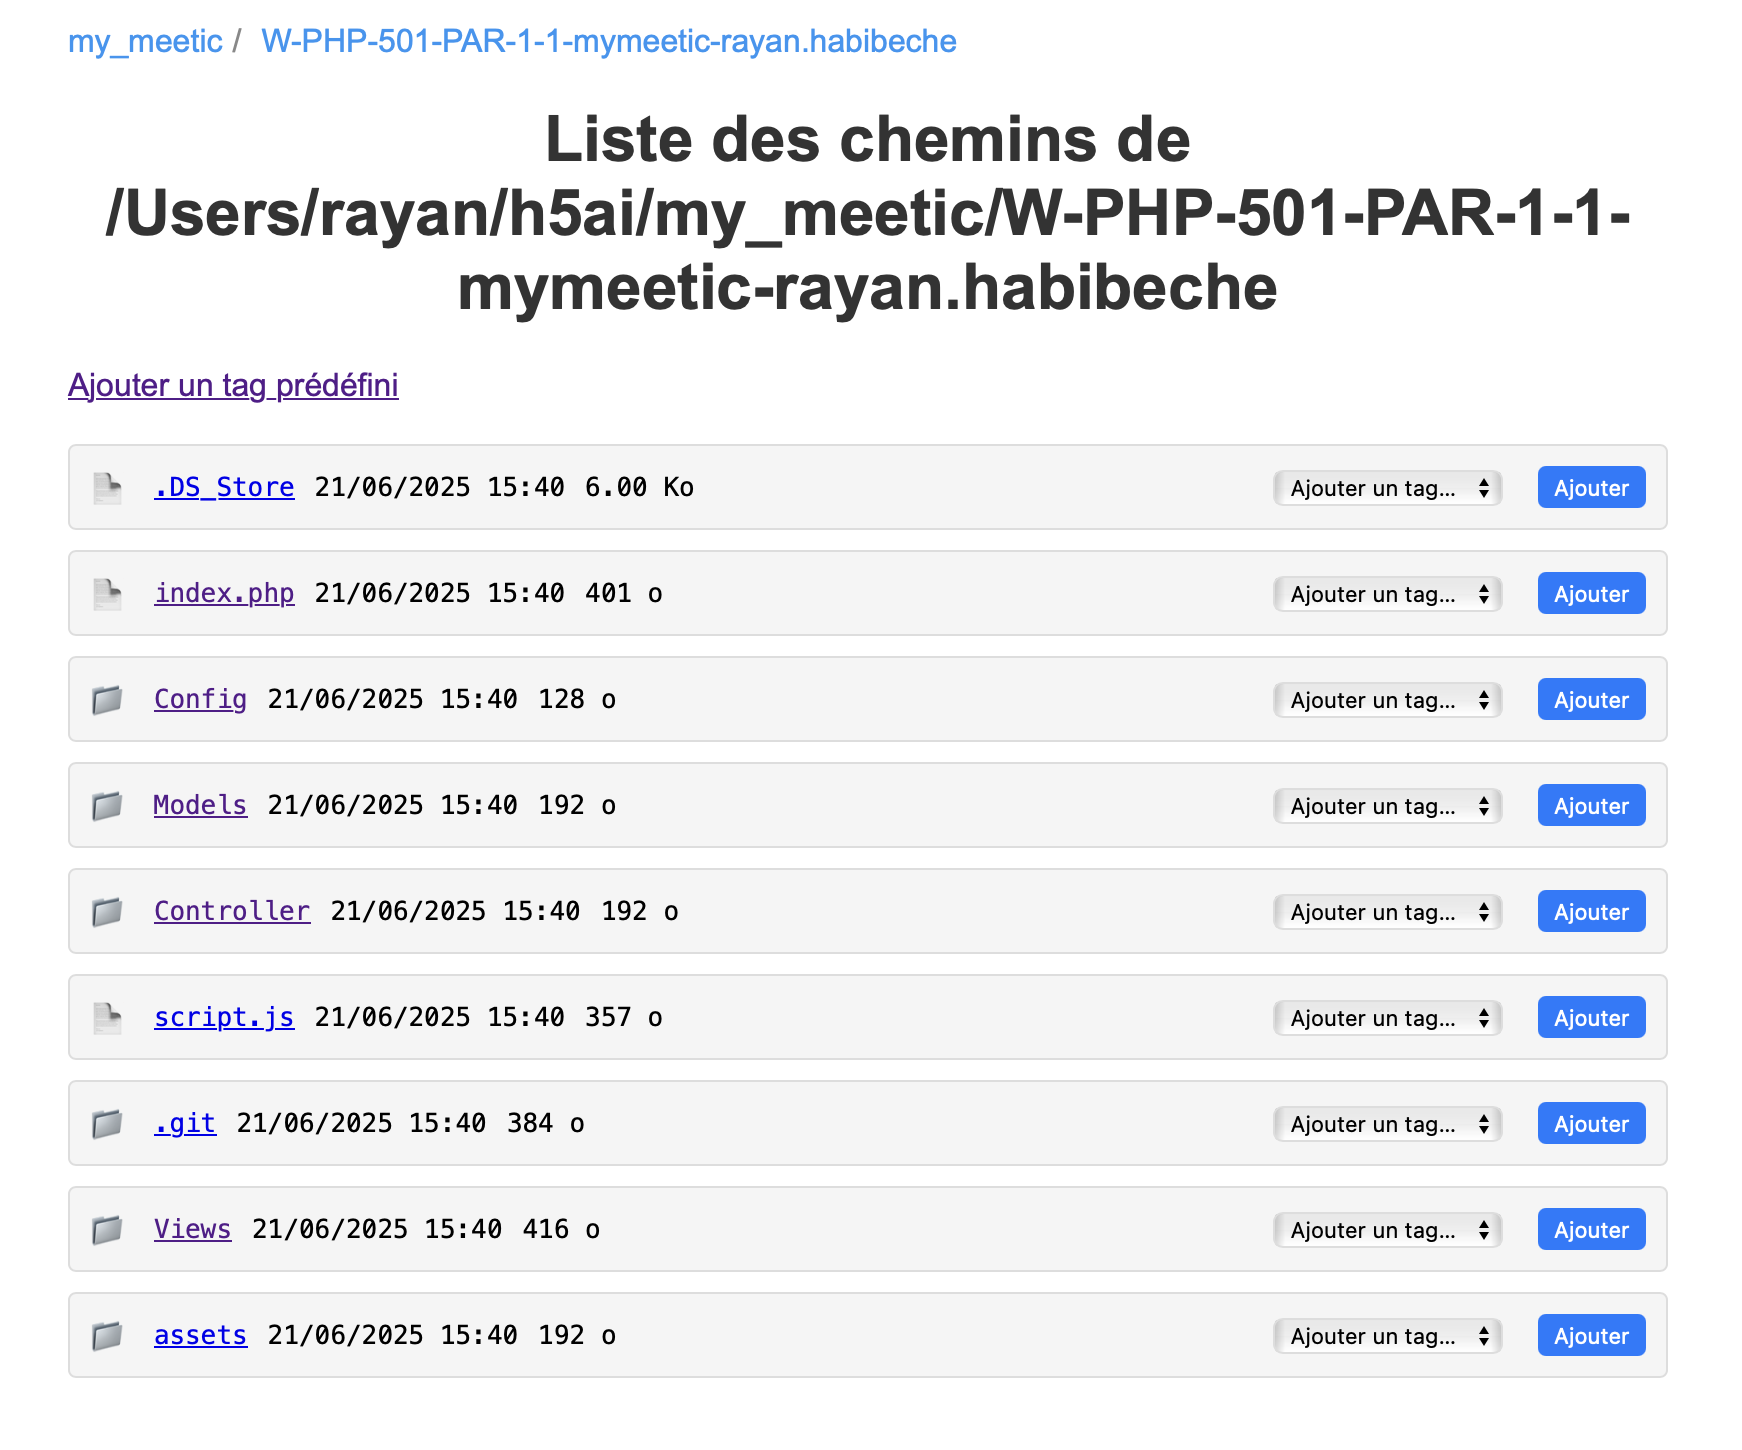 my_meetic / W-PHP-501-PAR-1-1-mymeetic-rayan.habibeche
Liste des chemins de
/Users/rayan/h5ai/my_meetic/W-PHP-501-PAR-1-1-
mymeetic-rayan.habibeche
Ajouter un tag prédéfini
.DS_Store 21/06/2025 15:40 6.00 Ko Ajouter un tag... Ajouter
index.php 21/06/2025 15:40 401 o Ajouter un tag... Ajouter
Config 21/06/2025 15:40 128 o Ajouter un tag... Ajouter
Models 21/06/2025 15:40 192 o Ajouter un tag... Ajouter
Controller 21/06/2025 15:40 192 o Ajouter un tag... Ajouter
script.js 21/06/2025 15:40 357 o Ajouter un tag... Ajouter
.git 21/06/2025 15:40 384 o Ajouter un tag... Ajouter
Views 21/06/2025 15:40 416 o Ajouter un tag... Ajouter
assets 21/06/2025 15:40 192 o Ajouter un tag... Ajouter